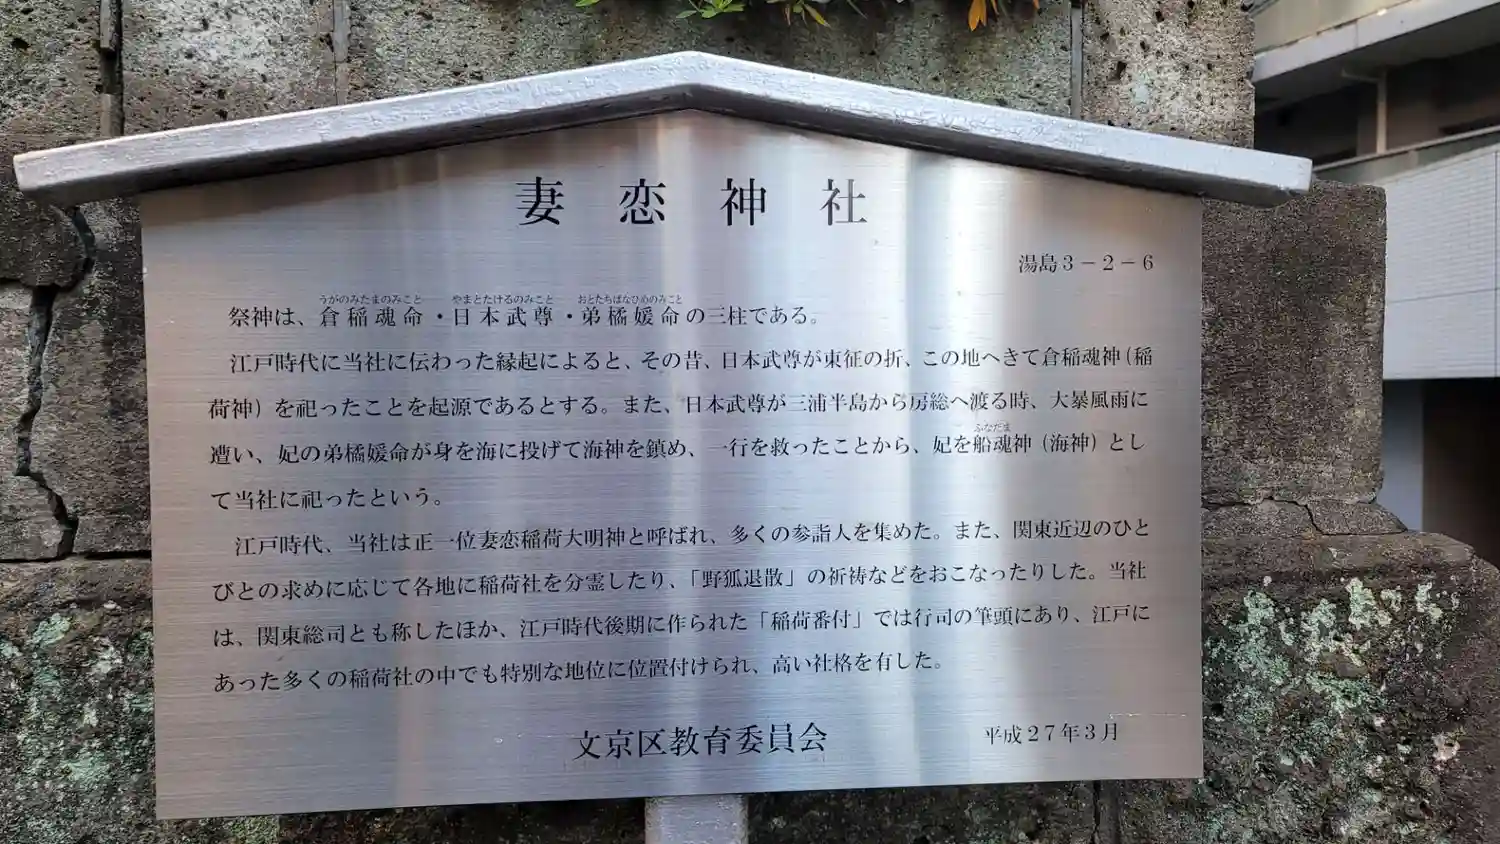 妻恋神社
湯島3-2-6
うがのみたまのみこと やまとたけるのみこと おとたちばなひめのみこと
祭神は、倉稲魂命・日本武尊・弟橘媛命の三柱である。
江戸時代に当社に伝わった縁起によると、その昔、日本武尊が東征の折、この地へきて倉稲魂神(稲
荷神)を祀ったことを起源であるとする。また、日本武尊が三浦半島から房総へ渡る時、大暴風雨に
ふなだま
遭い、妃の弟橘媛命が身を海に投げて海神を鎮め、一行を救ったことから、妃を船魂神(海神)とし
て当社に祀ったという。
江戸時代、当社は正一位妻恋稲荷大明神と呼ばれ、多くの参詣人を集めた。また、関東近辺のひと
びとの求めに応じて各地に稲荷社を分霊したり、「野狐退散」の祈祷などをおこなったりした。当社
は、関東総司とも称したほか、江戸時代後期に作られた「稲荷番付」では行司の筆頭にあり、江戸に
あった多くの稲荷社の中でも特別な地位に位置付けられ、高い社格を有した。
文京区教育委員会
平成27年3月